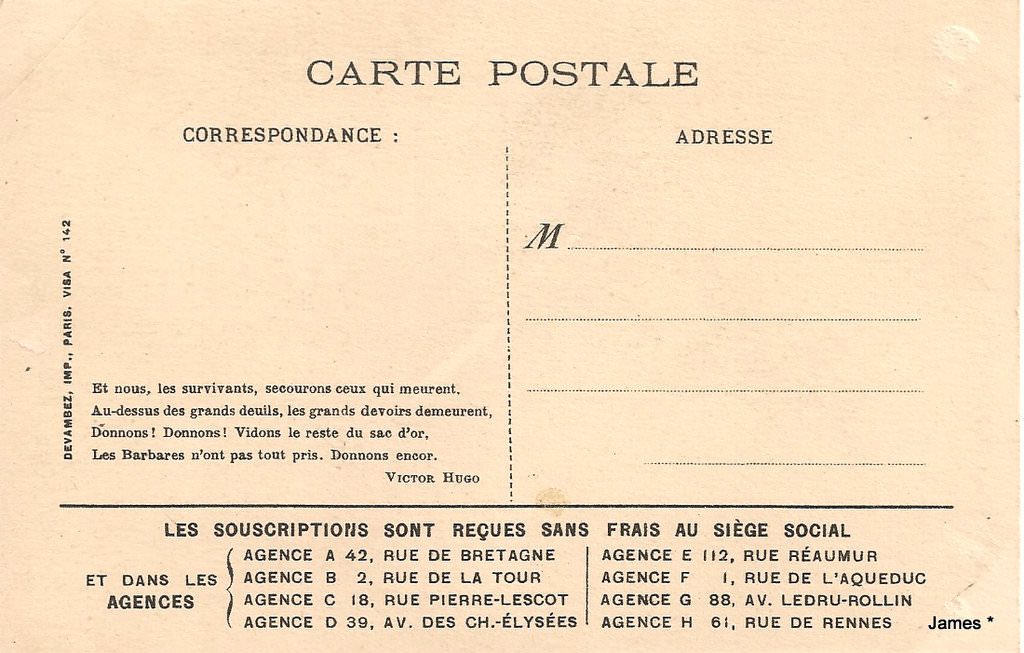 CARTE POSTALE
CORRESPONDANCE :
ADRESSE
M
DEVAMBEZ, IMP., PARIS. VISA N° 142
Et nous, les survivants, secourons ceux qui meurent.
Au-dessus des grands deuils, les grands devoirs demeurent,
Donnons! Donnons! Vidons le reste du sac d'or,
Les Barbares n'ont pas tout pris. Donnons encor.
VICTOR HUGO
LES SOUSCRIPTIONS SONT REÇUES SANS FRAIS AU SIÈGE SOCIAL
ET DANS LES
AGENCES
AGENCE A 42, RUE DE BRETAGNE
AGENCE B 2, RUE DE LA TOUR
AGENCE C 18, RUE PIERRE-LESCOT
AGENCE D 39, AV. DES CH.-ÉLYSÉES
AGENCE E 112, RUE RÉAUMUR
AGENCE F 1, RUE DE L'AQUEDUC
AGENCE G 88, AV. LEDRU-ROLLIN
AGENCE H 61, RUE DE RENNES
James *